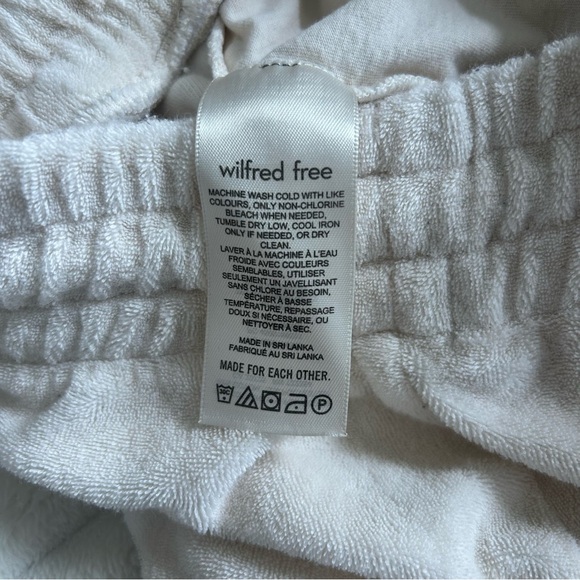 wilfred free
MACHINE WASH COLD WITH LIKE
COLOURS, ONLY NON-CHLORINE
BLEACH WHEN NEEDED,
TUMBLE DRY LOW, COOL IRON
ONLY IF NEEDED, OR DRY
CLEAN.
LAVER À LA MACHINE À L'EAU
FROIDE AVEC COULEURS
SEMBLABLES, UTILISER
SEULEMENT UN JAVELLISANT
SANS CHLORE AU BESOIN,
SÉCHER À BASSE
TEMPÉRATURE, REPASSAGE
DOUX SI NÉCESSAIRE, OU
NETTOYER À SEC.
MADE IN SRI LANKA
FABRIQUÉ AU SRI LANKA
MADE FOR EACH OTHER.
30C P